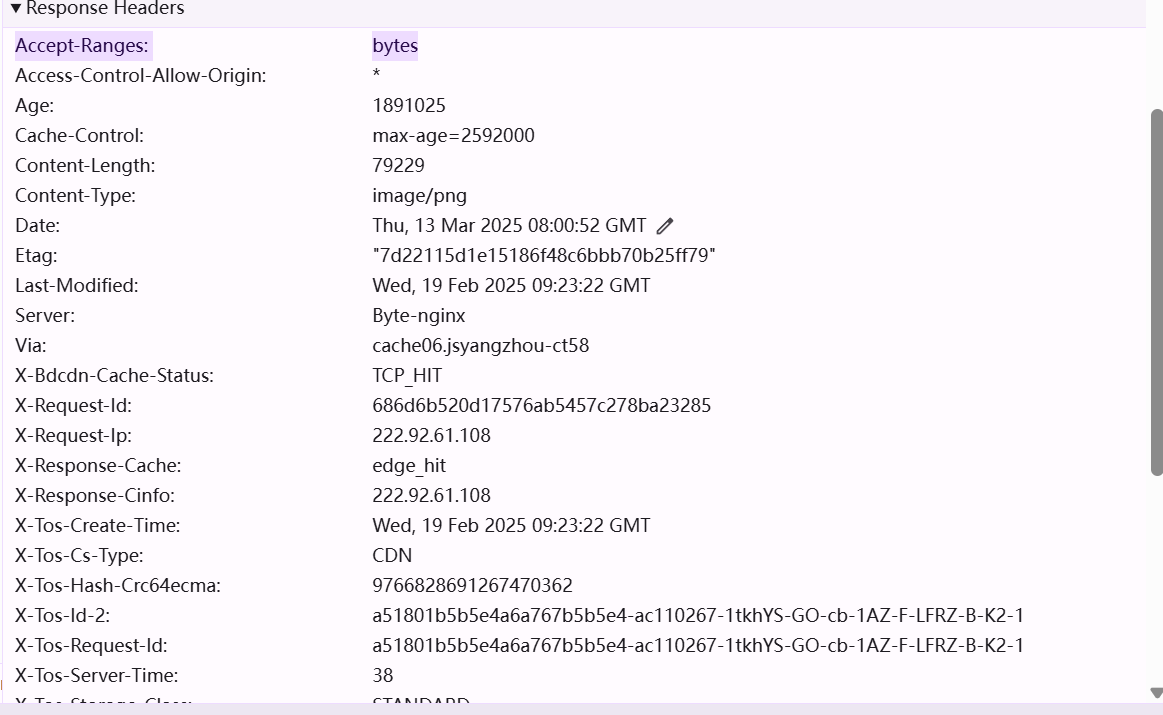 ▼ Response Headers
Accept-Ranges: bytes
Access-Control-Allow-Origin: *
Age: 1891025
Cache-Control: max-age=2592000
Content-Length: 79229
Content-Type: image/png
Date: Thu, 13 Mar 2025 08:00:52 GMT
Etag: "7d22115d1e15186f48c6bbb70b25ff79"
Last-Modified: Wed, 19 Feb 2025 09:23:22 GMT
Server: Byte-nginx
Via: cache06.jsyangzhou-ct58
X-Bdcdn-Cache-Status: TCP_HIT
X-Request-Id: 686d6b520d17576ab5457c278ba23285
X-Request-Ip: 222.92.61.108
X-Response-Cache: edge_hit
X-Response-Cinfo: 222.92.61.108
X-Tos-Create-Time: Wed, 19 Feb 2025 09:23:22 GMT
X-Tos-Cs-Type: CDN
X-Tos-Hash-Crc64ecma: 9766828691267470362
X-Tos-Id-2: a51801b5b5e4a6a767b5b5e4-ac110267-1tkhYS-GO-cb-1AZ-F-LFRZ-B-K2-1
X-Tos-Request-Id: a51801b5b5e4a6a767b5b5e4-ac110267-1tkhYS-GO-cb-1AZ-F-LFRZ-B-K2-1
X-Tos-Server-Time: 38
X-Tos-Storage-Class: STANDARD